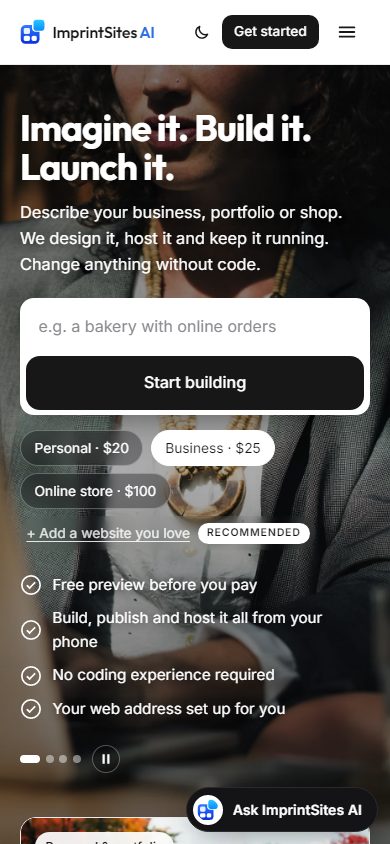 ImprintSites AI
Get started
Imagine it. Build it.
Launch it.
Describe your business, portfolio or shop.
We design it, host it and keep it running.
Change anything without code.
e.g. a bakery with online orders
Start building
Personal · $20
Business · $25
Online store · $100
+ Add a website you love
RECOMMENDED
Free preview before you pay
Build, publish and host it all from your
phone
No coding experience required
Your web address set up for you
Ask ImprintSites AI